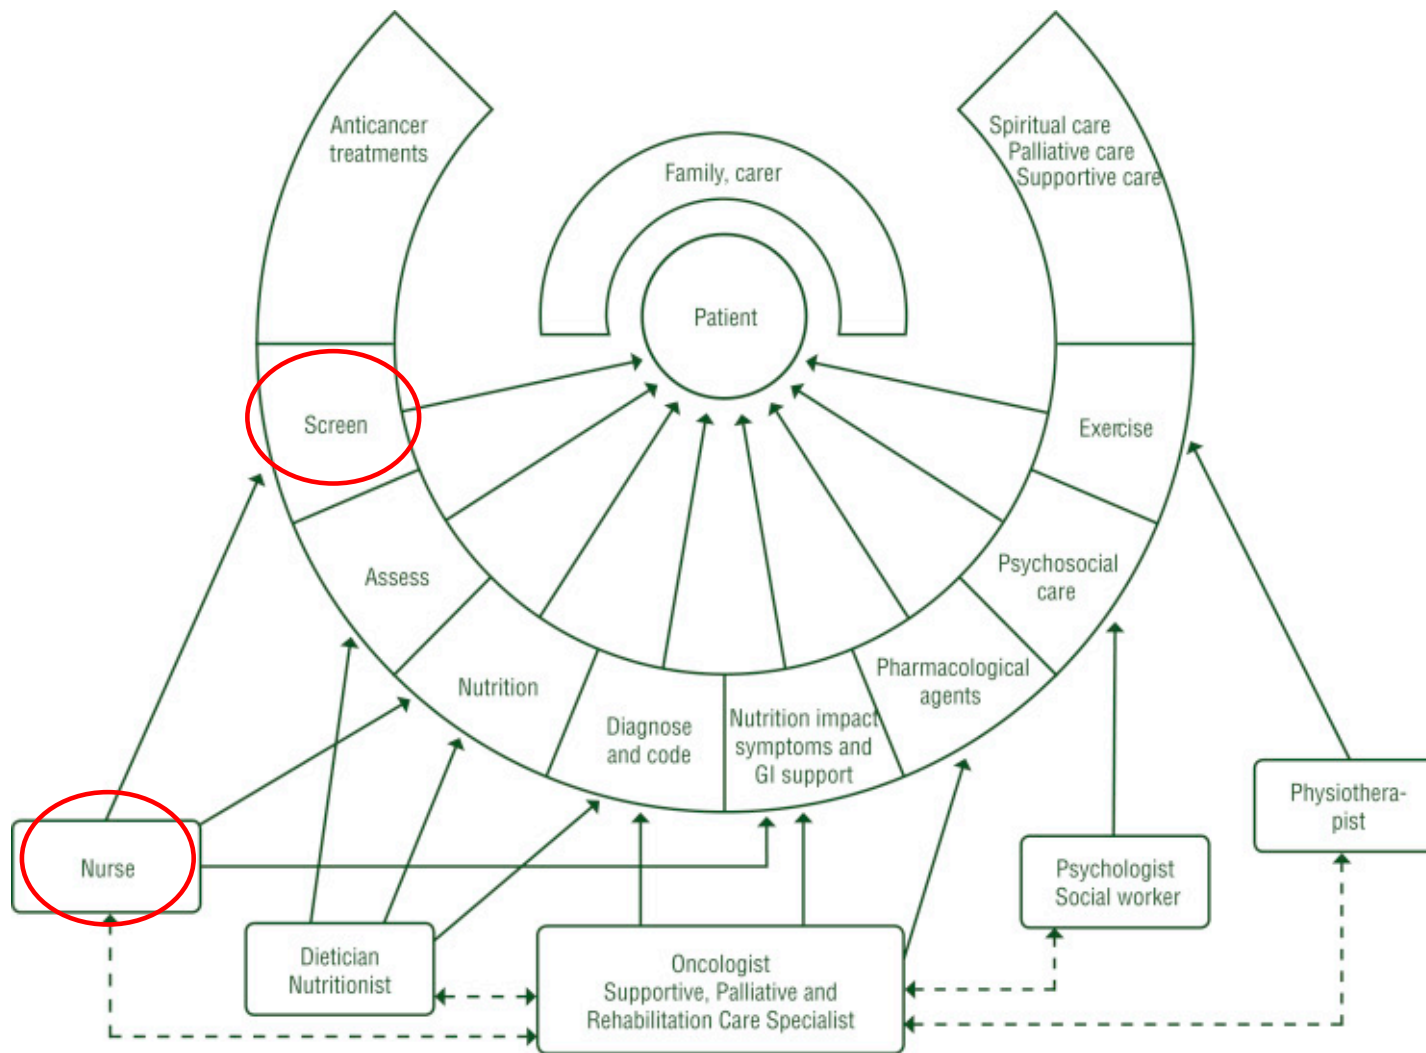 Anticancer
treatments
Family, carer
Spiritual care
Palliative care
Supportive care
Patient
Screen
Exercise
Assess
Psychosocial
care
Nutrition
Pharmacological
agents
Diagnose
and code
Nutrition impact
symptoms and
GI support
Nurse
Physiothera-
pist
Psychologist
Social worker
Dietician
Nutritionist
Oncologist
Supportive, Palliative and
Rehabilitation Care Specialist